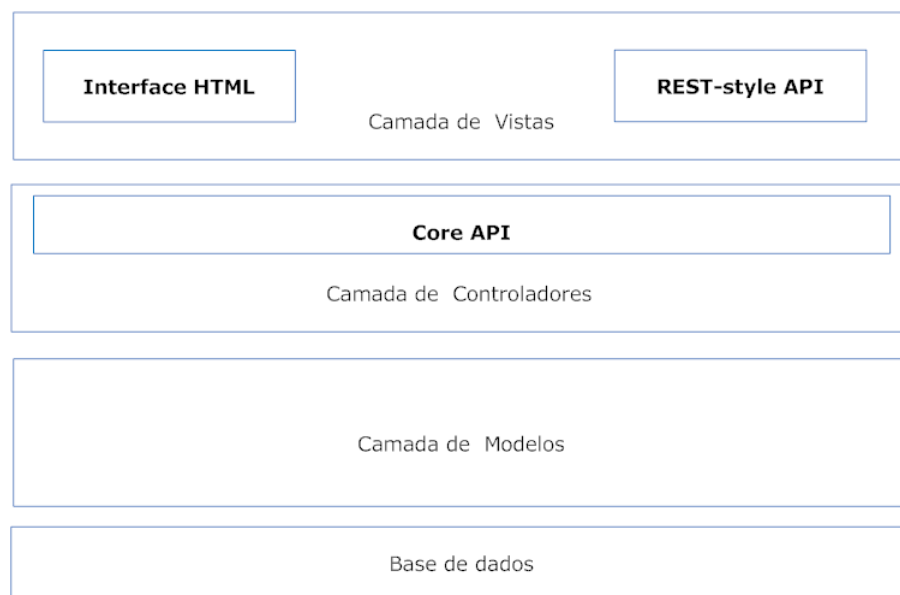 Interface HTML
REST-style API
Camada de Vistas
Core API
Camada de Controladores
Camada de Modelos
Base de dados